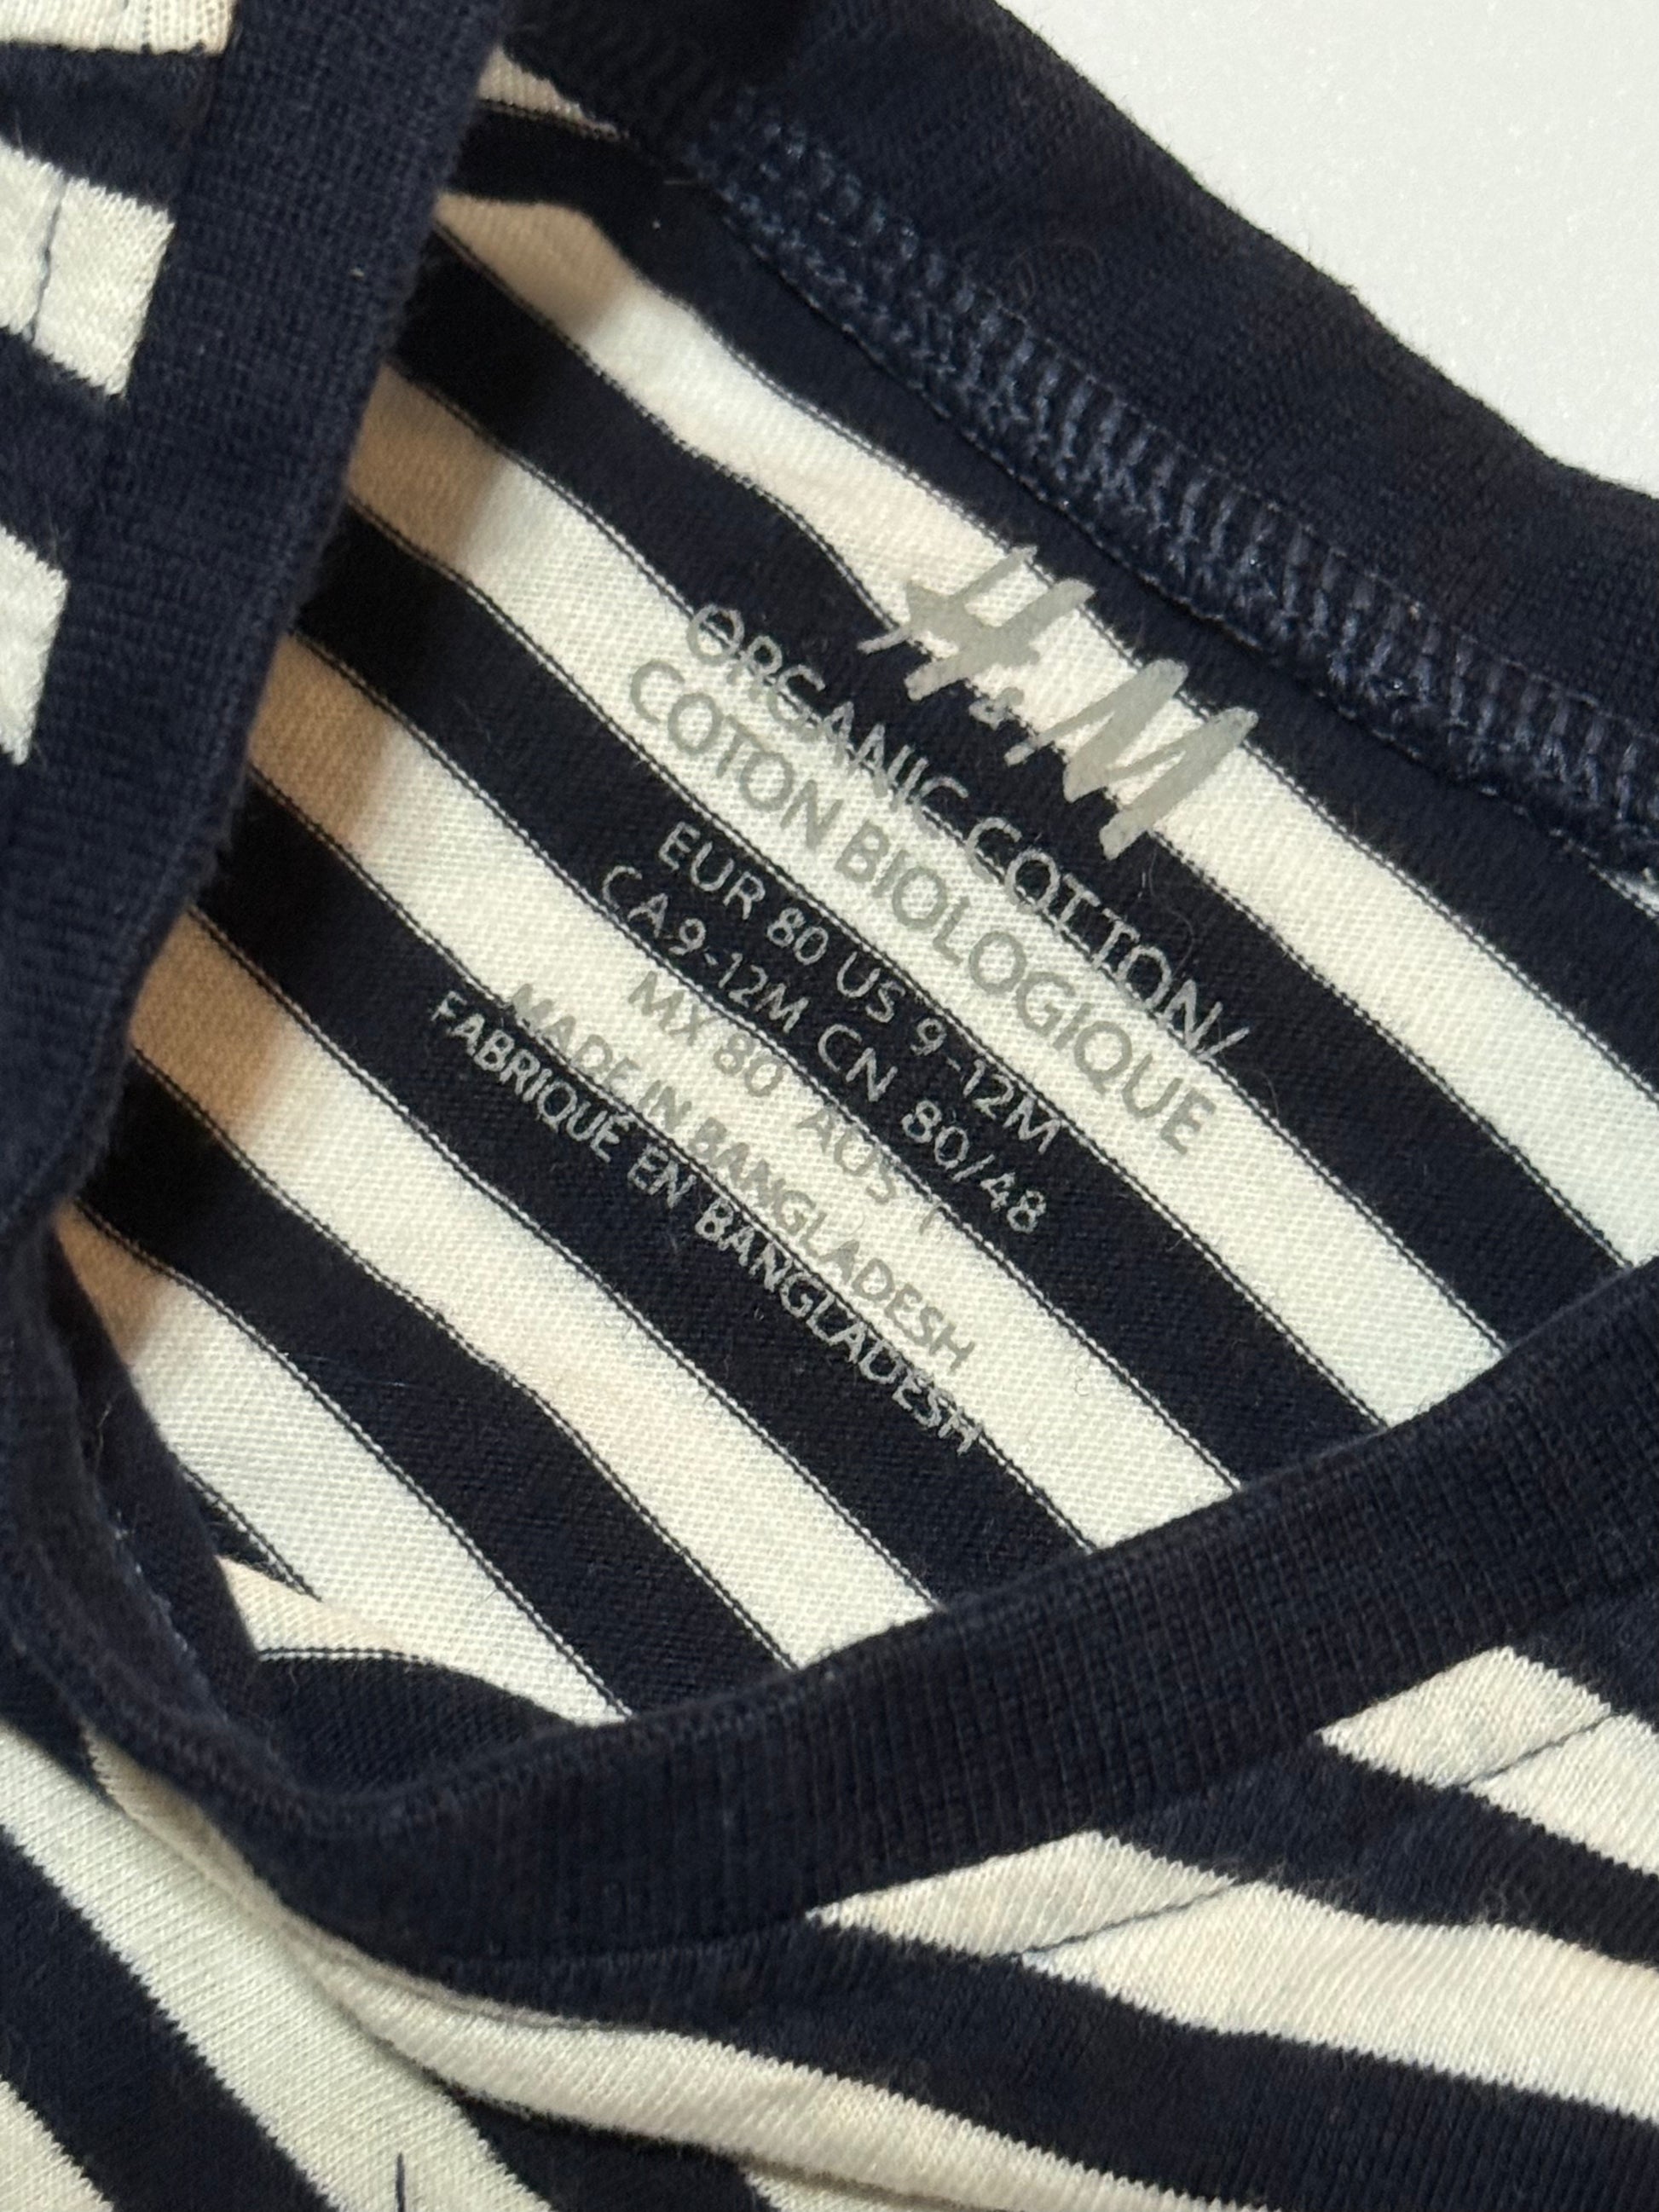 H&M
ORGANIC COTTON/
COTON BIOLOGIQUE
EUR 80 US 9-12M
CA 9-12M CN 80/48
MX 80 AUS 1
MADE IN BANGLADESH
FABRIQUÉ EN BANGLADESH